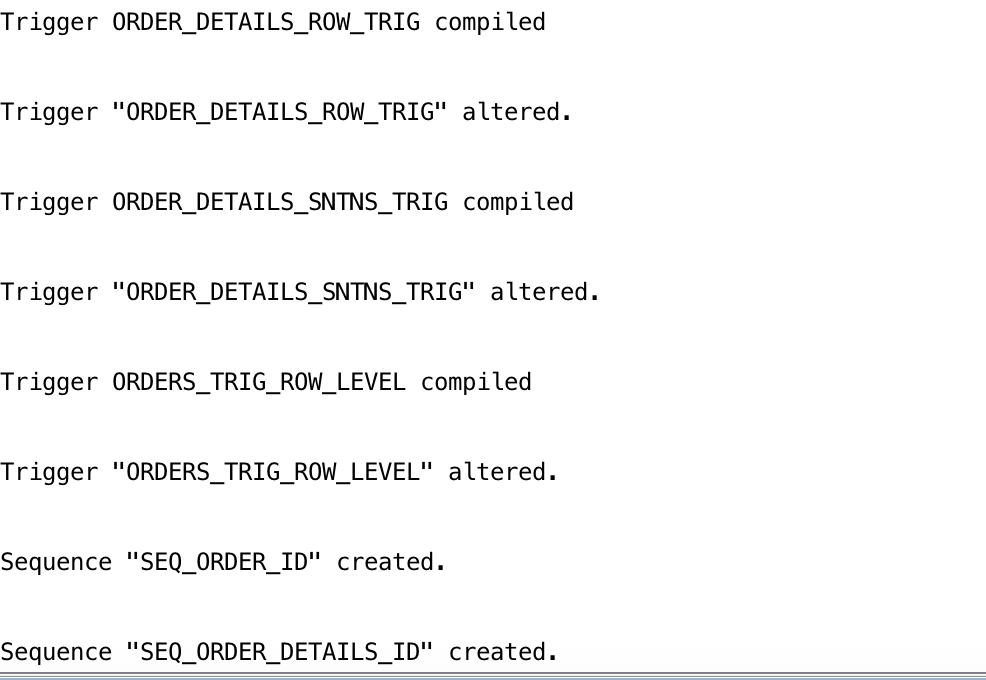 Trigger ORDER_DETAILS_ROW_TRIG compiled
Trigger "ORDER_DETAILS_ROW_TRIG" altered.
Trigger ORDER_DETAILS_SNTNS_TRIG compiled
Trigger "ORDER_DETAILS_SNTNS_TRIG" altered.
Trigger ORDERS_TRIG_ROW_LEVEL compiled
Trigger "ORDERS_TRIG_ROW_LEVEL" altered.
Sequence "SEQ_ORDER_ID" created.
Sequence "SEQ_ORDER_DETAILS_ID" created.